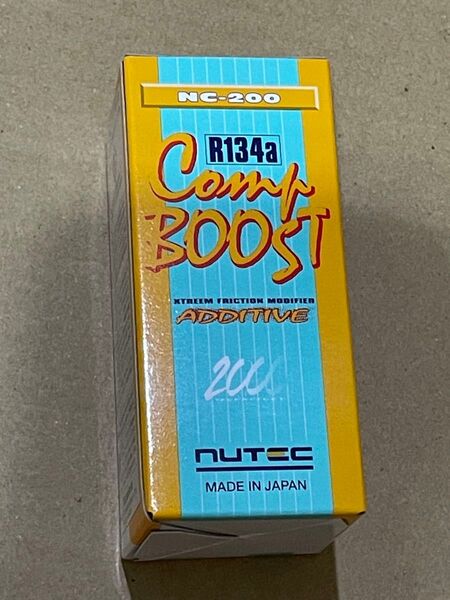 NC-200
R134a
Comp
BOOST
XTREEM FRICTION MODIFIER
ADDITIVE
nutec
MADE IN JAPAN